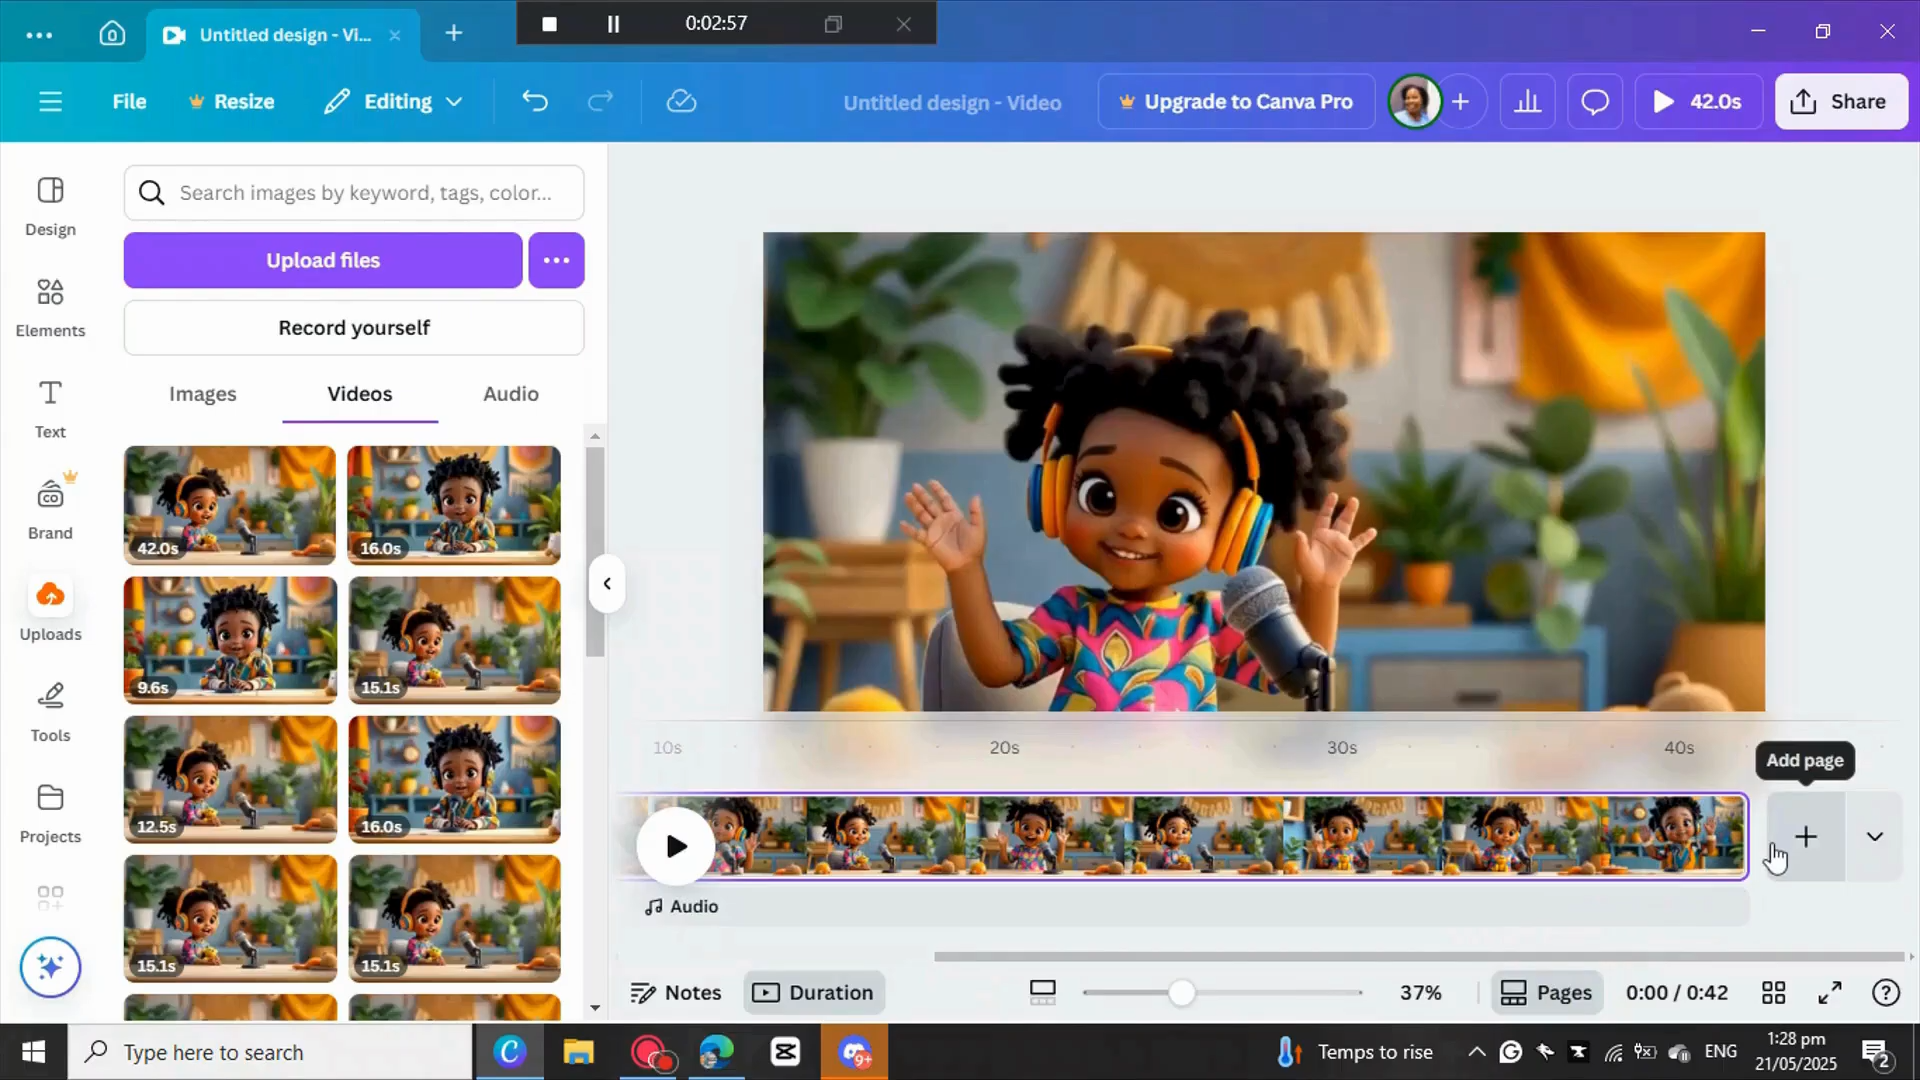 0:02:57
Untitled design - Vi...
File
Resize
Editing
Untitled design - Video
Upgrade to Canva Pro
42.0s
Share
Design
Elements
Text
Brand
Uploads
Tools
Projects
Search images by keyword, tags, color...
Upload files
Record yourself
Images
Videos
Audio
42.0s
16.0s
9.6s
15.1s
12.5s
16.0s
15.1s
15.1s
10s
20s
30s
40s
Add page
Audio
Notes
Duration
37%
Pages
0:00 / 0:42
Type here to search
9+
Temps to rise
ENG
1:28 pm
21/05/2025
2